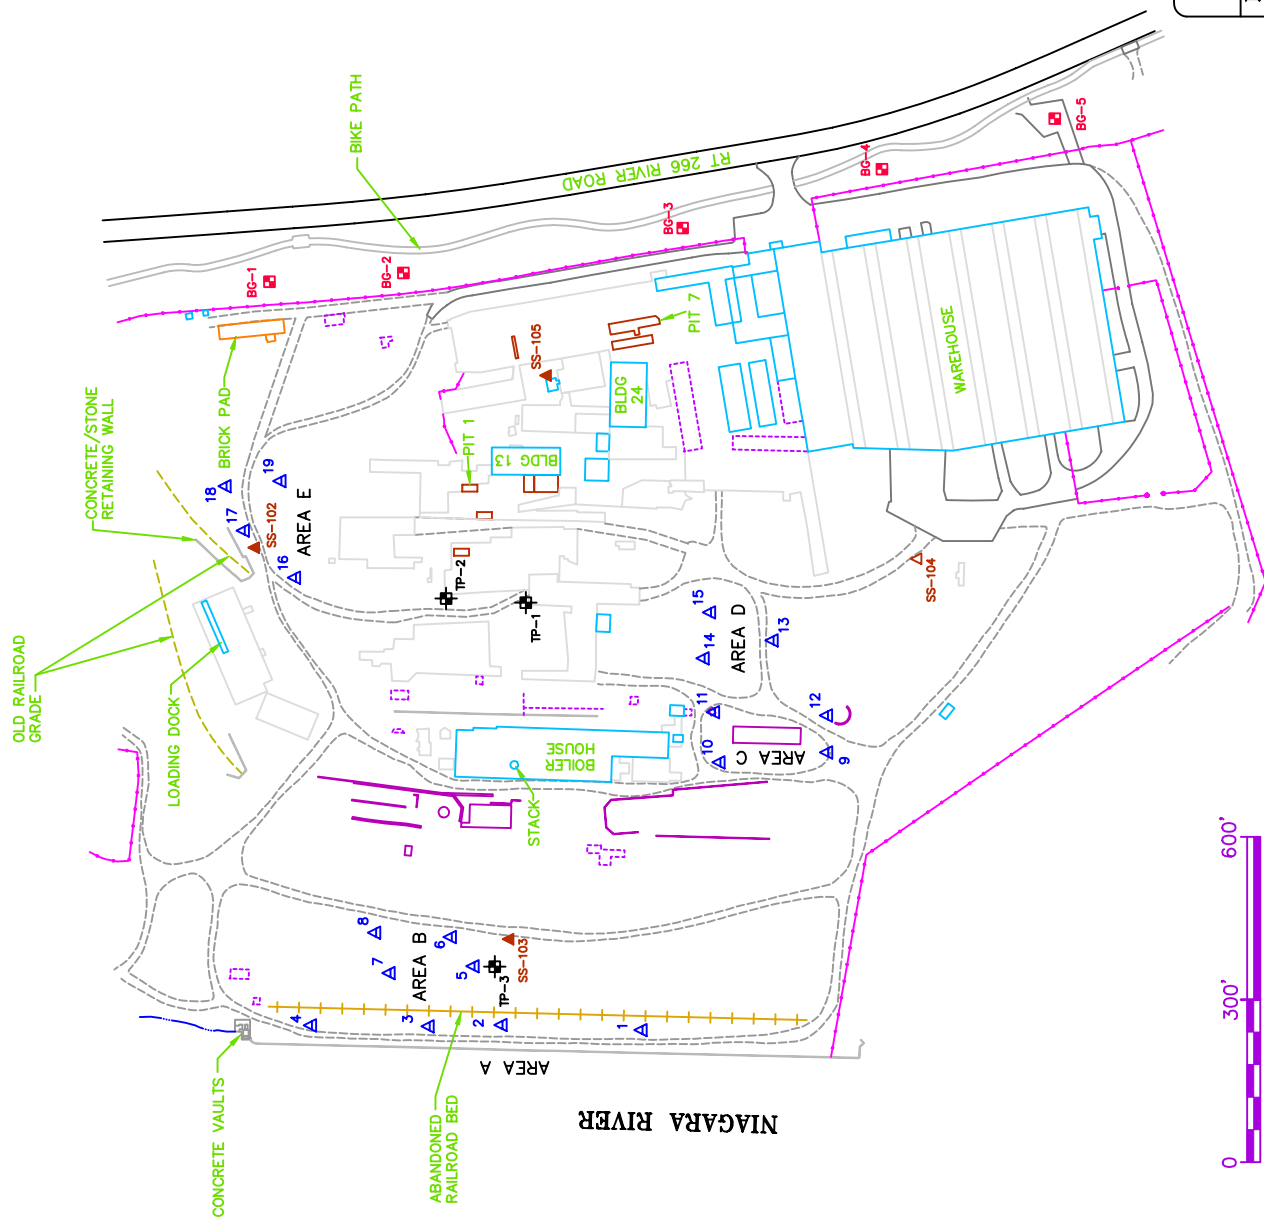 BIKE PATH
RT 266 RIVER ROAD
BG-1
BG-2
BG-3
BG-4
BG-5
CONCRETE/STONE
RETAINING WALL
BRICK PAD
OLD RAILROAD
GRADE
LOADING DOCK
18
19
17
16
SS-102
AREA E
PIT 1
BLDG 13
SS-105
BLDG
24
PIT 7
WAREHOUSE
TP-2
TP-1
SS-104
15
14
AREA D
13
11
12
10
AREA C
9
BOILER
HOUSE
STACK
8
7
6
5
AREA B
SS-103
TP-3
4
3
2
1
AREA A
CONCRETE VAULTS
ABANDONED
RAILROAD BED
NIAGARA RIVER
0
300'
600'